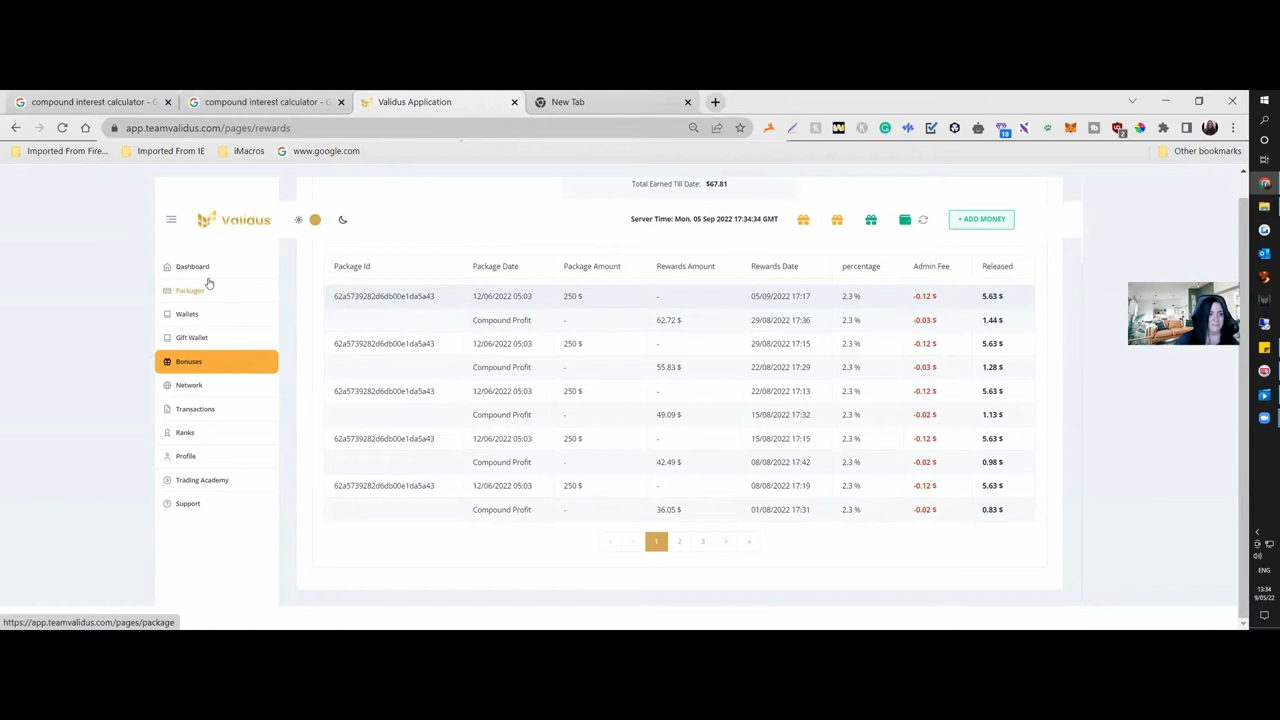 compound interest calculator - G
compound interest calculator - G
Validus Application
New Tab
app.teamvalidus.com/pages/rewards
18
2
Imported From Fire...
Imported From IE
iMacros
www.google.com
Other bookmarks
Total Earned Till Date: $67.81
Validus
Server Time: Mon, 05 Sep 2022 17:34:34 GMT
+ ADD MONEY
Dashboard
Packages
Wallets
Gift Wallet
Bonuses
Network
Transactions
Ranks
Profile
Trading Academy
Support
Package Id Package Date Package Amount Rewards Amount Rewards Date percentage Admin Fee Released
62a5739282d6db00e1da5a43 12/06/2022 05:03 250 $ - 05/09/2022 17:17 2.3 % -0.12 $ 5.63 $
Compound Profit - 62.72 $ 29/08/2022 17:36 2.3 % -0.03 $ 1.44 $
62a5739282d6db00e1da5a43 12/06/2022 05:03 250 $ - 29/08/2022 17:15 2.3 % -0.12 $ 5.63 $
Compound Profit - 55.83 $ 22/08/2022 17:29 2.3 % -0.03 $ 1.28 $
62a5739282d6db00e1da5a43 12/06/2022 05:03 250 $ - 22/08/2022 17:13 2.3 % -0.12 $ 5.63 $
Compound Profit - 49.09 $ 15/08/2022 17:32 2.3 % -0.02 $ 1.13 $
62a5739282d6db00e1da5a43 12/06/2022 05:03 250 $ - 15/08/2022 17:15 2.3 % -0.12 $ 5.63 $
Compound Profit - 42.49 $ 08/08/2022 17:42 2.3 % -0.02 $ 0.98 $
62a5739282d6db00e1da5a43 12/06/2022 05:03 250 $ - 08/08/2022 17:19 2.3 % -0.12 $ 5.63 $
Compound Profit - 36.05 $ 01/08/2022 17:31 2.3 % -0.02 $ 0.83 $
« ‹ 1 2 3 › »
https://app.teamvalidus.com/pages/package
ENG
13:34
9/05/22